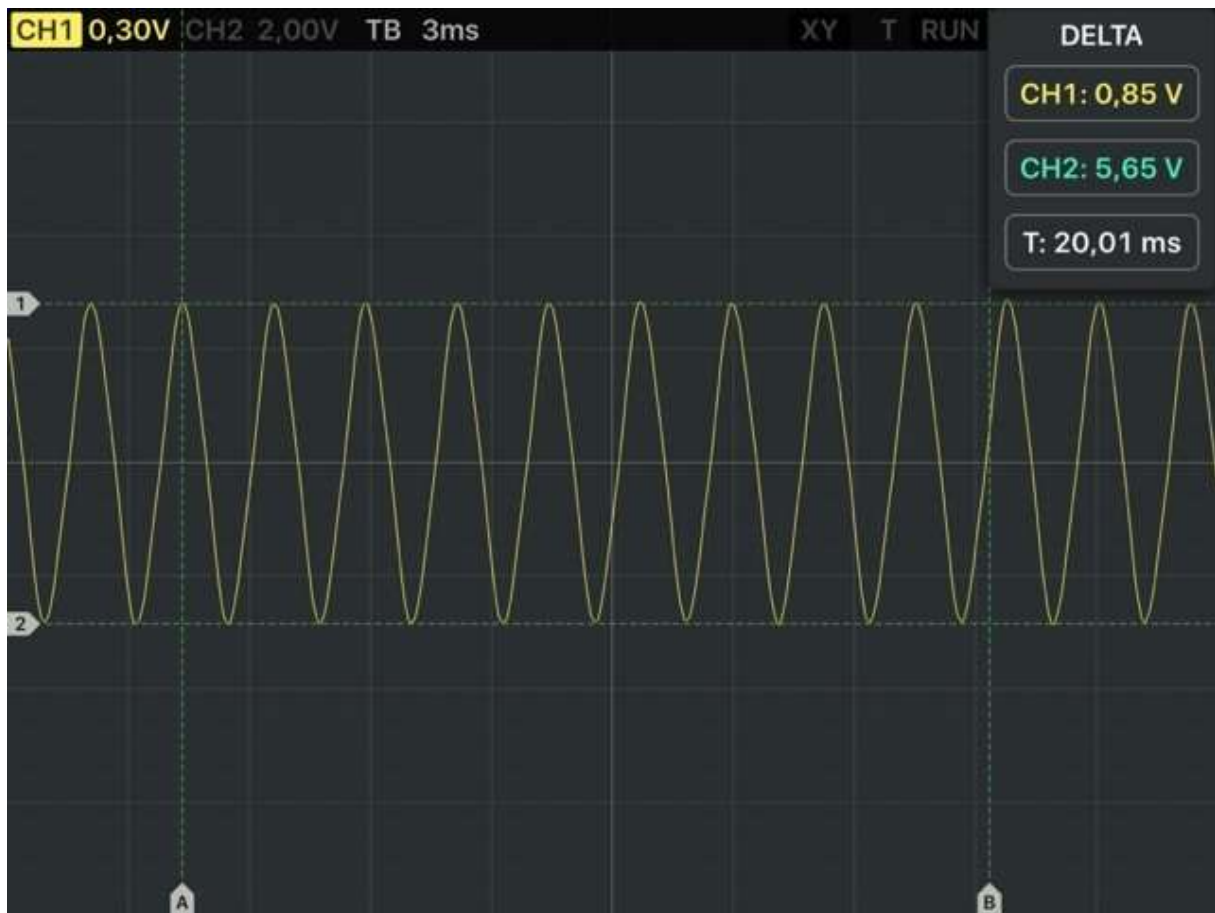 CH1 0,30V CH2 2,00V TB 3ms XY T RUN
DELTA
CH1: 0,85 V
CH2: 5,65 V
T: 20,01 ms
1
2
A B